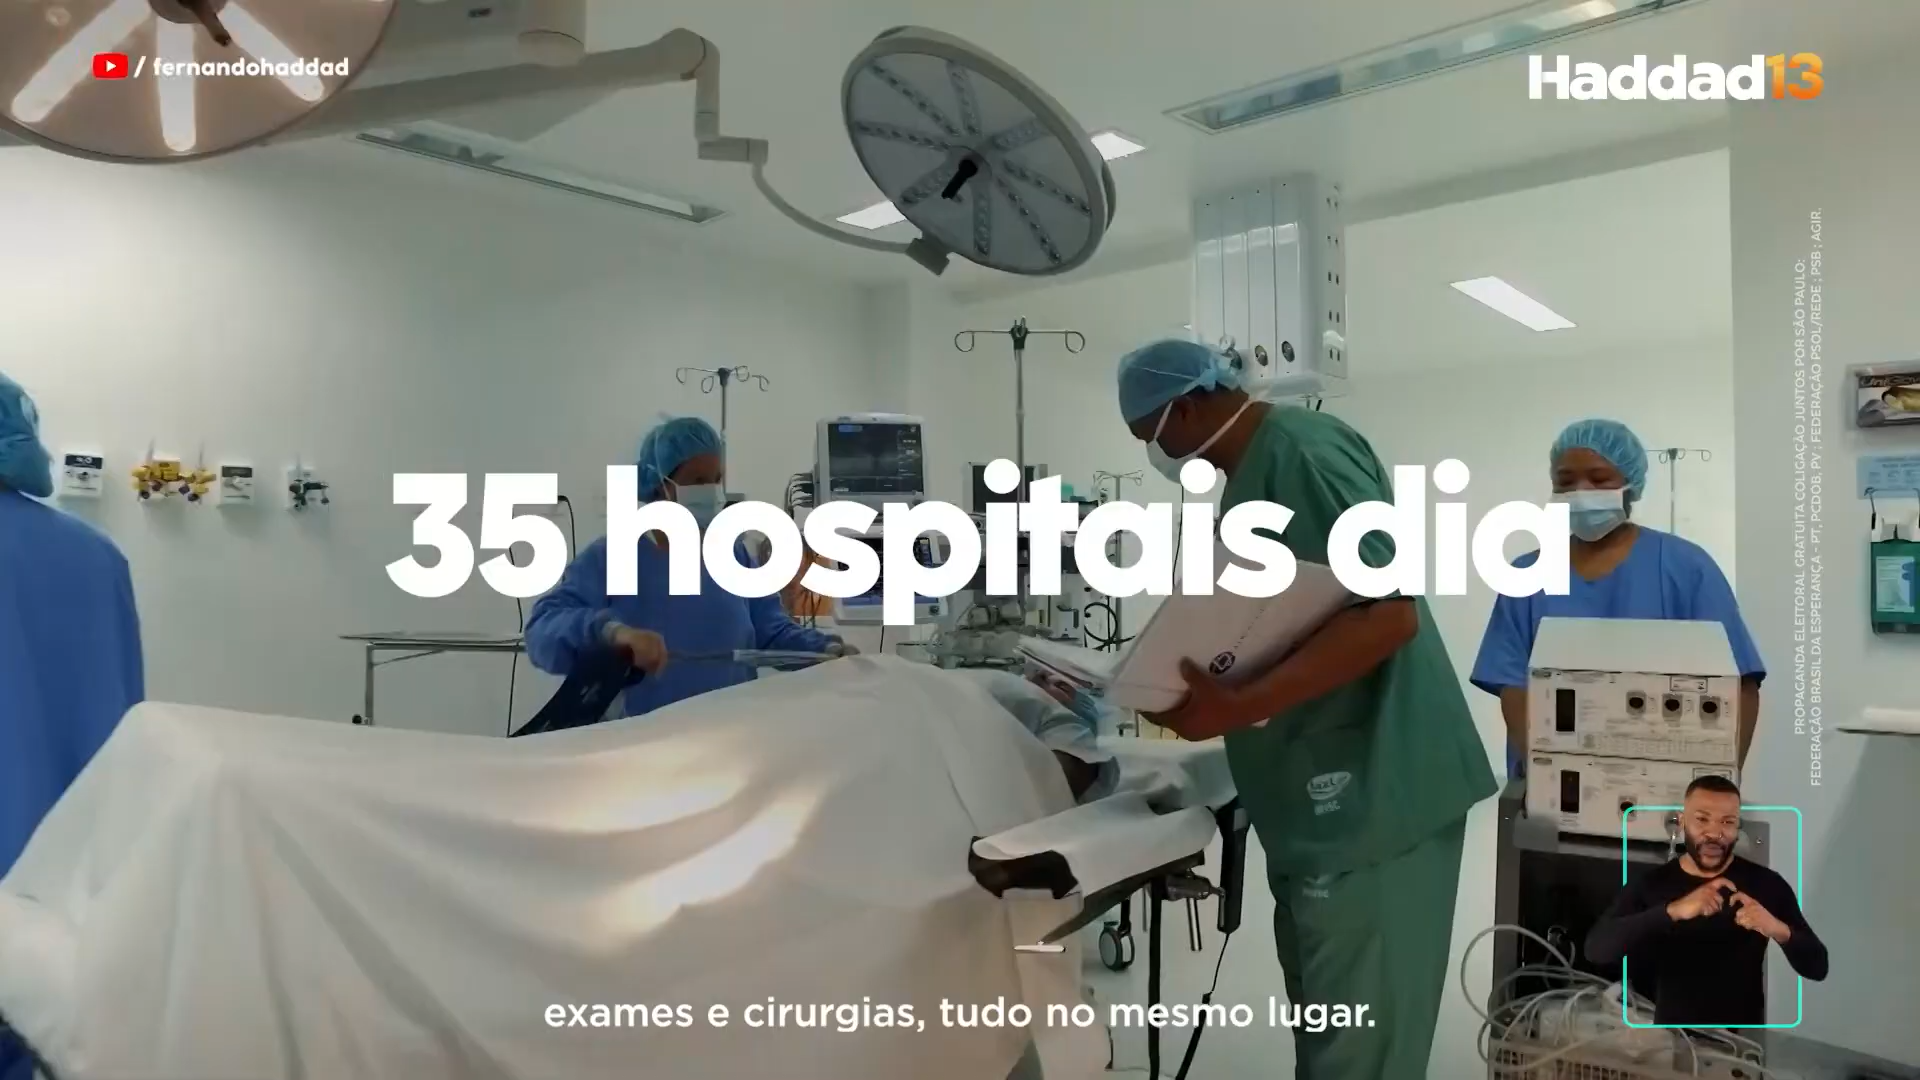 / fernandohaddad
Haddad13
35 hospitais dia
exames e cirurgias, tudo no mesmo lugar.
PROPAGANDA ELEITORAL GRATUITA COLIGAÇÃO JUNTOS POR SÃO PAULO:
FEDERAÇÃO BRASIL DA ESPERANÇA - PT, PCDOB, PV ; FEDERAÇÃO PSOL/REDE ; PSB ; AGIR.